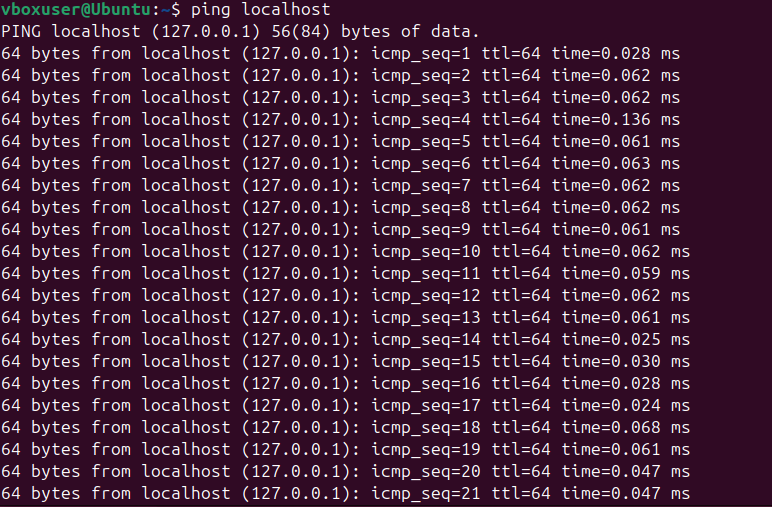 vboxuser@Ubuntu:~$ ping localhost
PING localhost (127.0.0.1) 56(84) bytes of data.
64 bytes from localhost (127.0.0.1): icmp_seq=1 ttl=64 time=0.028 ms
64 bytes from localhost (127.0.0.1): icmp_seq=2 ttl=64 time=0.062 ms
64 bytes from localhost (127.0.0.1): icmp_seq=3 ttl=64 time=0.062 ms
64 bytes from localhost (127.0.0.1): icmp_seq=4 ttl=64 time=0.136 ms
64 bytes from localhost (127.0.0.1): icmp_seq=5 ttl=64 time=0.061 ms
64 bytes from localhost (127.0.0.1): icmp_seq=6 ttl=64 time=0.063 ms
64 bytes from localhost (127.0.0.1): icmp_seq=7 ttl=64 time=0.062 ms
64 bytes from localhost (127.0.0.1): icmp_seq=8 ttl=64 time=0.062 ms
64 bytes from localhost (127.0.0.1): icmp_seq=9 ttl=64 time=0.061 ms
64 bytes from localhost (127.0.0.1): icmp_seq=10 ttl=64 time=0.062 ms
64 bytes from localhost (127.0.0.1): icmp_seq=11 ttl=64 time=0.059 ms
64 bytes from localhost (127.0.0.1): icmp_seq=12 ttl=64 time=0.062 ms
64 bytes from localhost (127.0.0.1): icmp_seq=13 ttl=64 time=0.061 ms
64 bytes from localhost (127.0.0.1): icmp_seq=14 ttl=64 time=0.025 ms
64 bytes from localhost (127.0.0.1): icmp_seq=15 ttl=64 time=0.030 ms
64 bytes from localhost (127.0.0.1): icmp_seq=16 ttl=64 time=0.028 ms
64 bytes from localhost (127.0.0.1): icmp_seq=17 ttl=64 time=0.024 ms
64 bytes from localhost (127.0.0.1): icmp_seq=18 ttl=64 time=0.068 ms
64 bytes from localhost (127.0.0.1): icmp_seq=19 ttl=64 time=0.061 ms
64 bytes from localhost (127.0.0.1): icmp_seq=20 ttl=64 time=0.047 ms
64 bytes from localhost (127.0.0.1): icmp_seq=21 ttl=64 time=0.047 ms